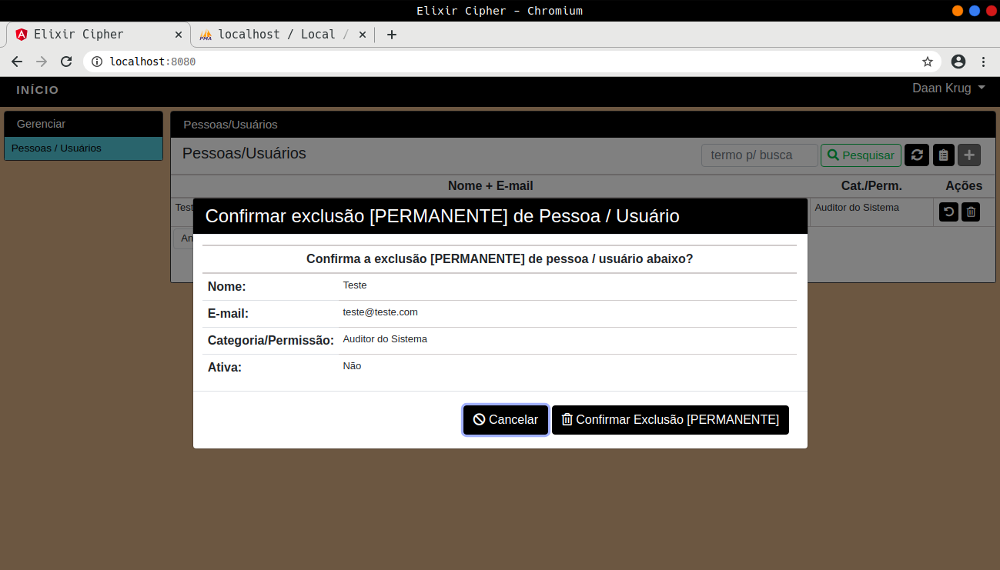 Elixir Cipher - Chromium
Elixir Cipher
PMA localhost / Local /
localhost:8080
INÍCIO
Daan Krug
Gerenciar
Pessoas / Usuários
Pessoas/Usuários
Pessoas/Usuários
termo p/ busca
Pesquisar
Nome + E-mail Cat./Perm. Ações
Auditor do Sistema
Confirmar exclusão [PERMANENTE] de Pessoa / Usuário
Confirma a exclusão [PERMANENTE] de pessoa / usuário abaixo?
Nome: Teste
E-mail: teste@teste.com
Categoria/Permissão: Auditor do Sistema
Ativa: Não
Cancelar
Confirmar Exclusão [PERMANENTE]